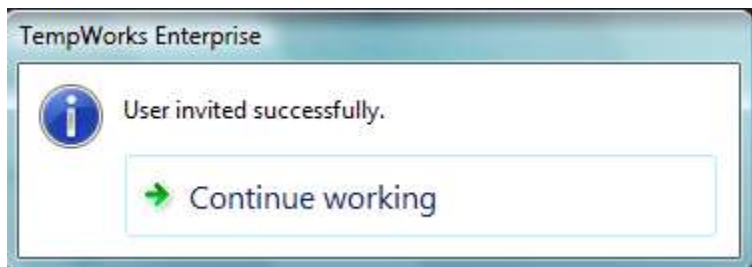 TempWorks Enterprise
User invited successfully.
Continue working